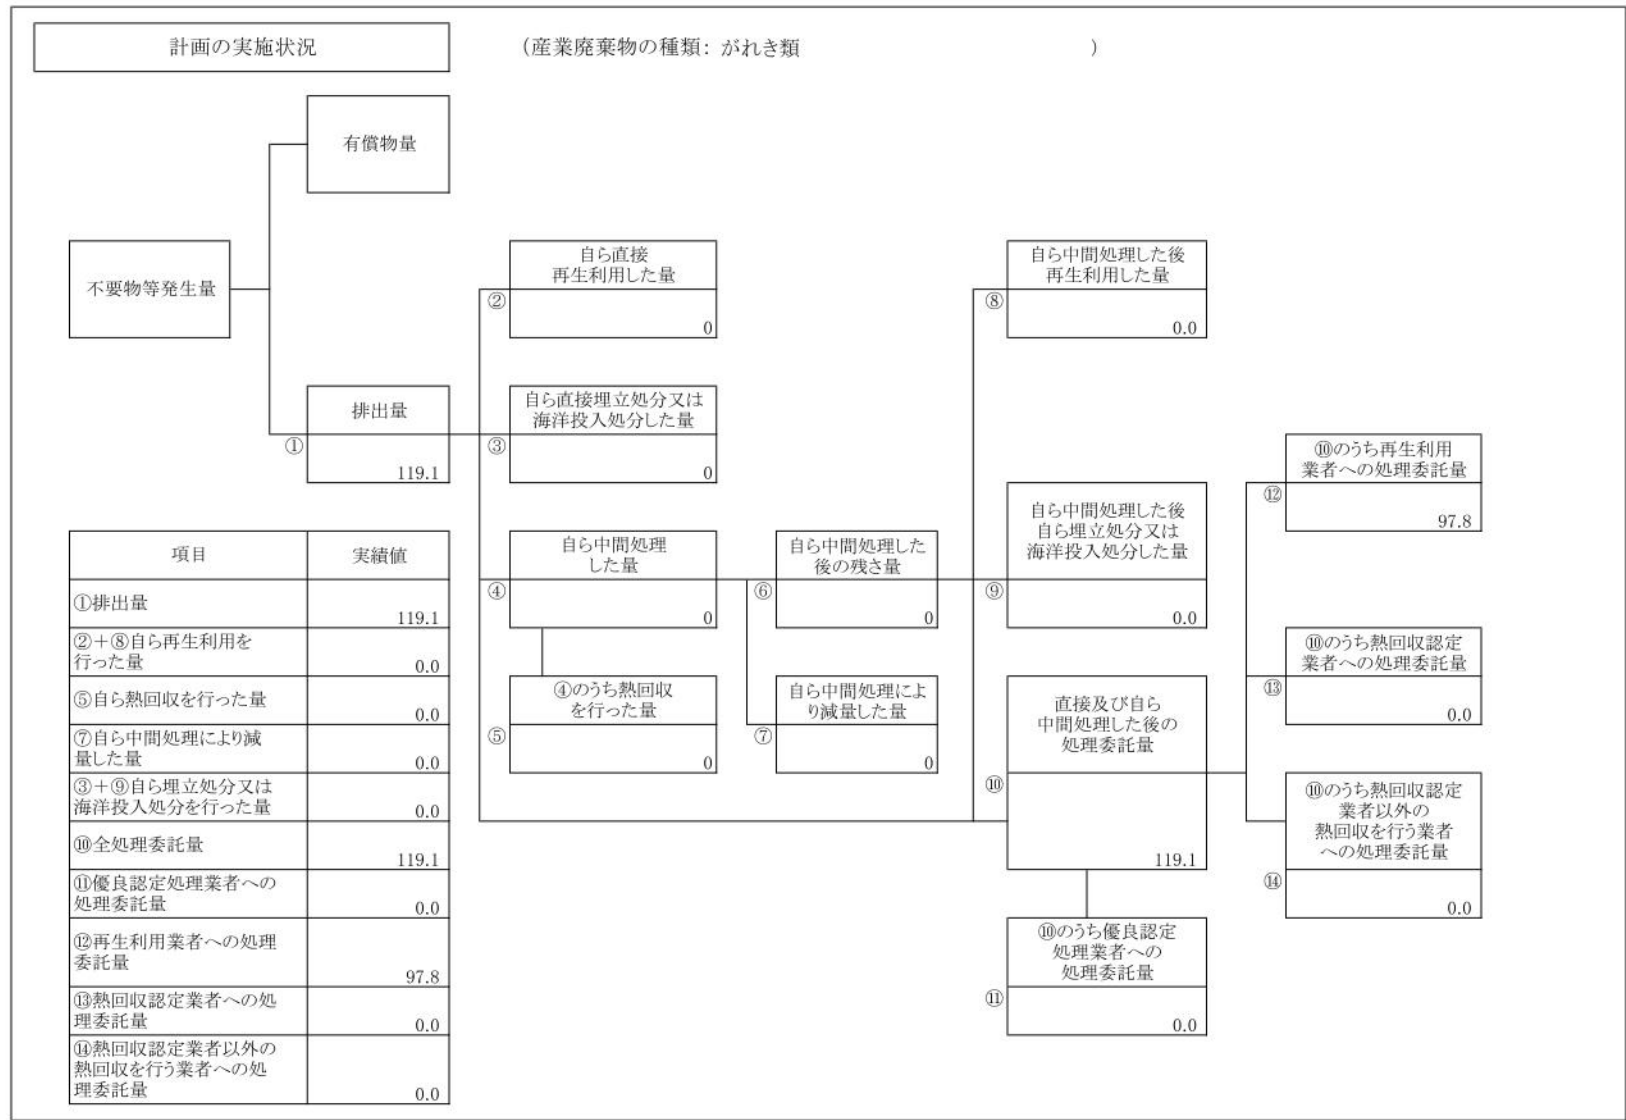 計画の実施状況
（産業廃棄物の種類：がれき類　　　　　　　　　　）
有償物量
不要物等発生量
自ら直接
再生利用した量
②
0
自ら中間処理した後
再生利用した量
⑧
0.0
排出量
①
119.1
自ら直接埋立処分又は
海洋投入処分した量
③
0
自ら中間処理
した量
④
0
自ら中間処理した
後の残さ量
⑥
0
自ら中間処理した後
自ら埋立処分又は
海洋投入処分した量
⑨
0.0
⑩のうち再生利用
業者への処理委託量
⑫
97.8
④のうち熱回収
を行った量
⑤
0
自ら中間処理によ
り減量した量
⑦
0
直接及び自ら
中間処理した後の
処理委託量
⑩
119.1
⑩のうち熱回収認定
業者への処理委託量
⑬
0.0
⑩のうち熱回収認定
業者以外の
熱回収を行う業者
への処理委託量
⑭
0.0
⑩のうち優良認定
処理業者への
処理委託量
⑪
0.0
項目 実績値
①排出量
119.1
②＋⑧自ら再生利用を
行った量
0.0
⑤自ら熱回収を行った量
0.0
⑦自ら中間処理により減
量した量
0.0
③＋⑨自ら埋立処分又は
海洋投入処分を行った量
0.0
⑩全処理委託量
119.1
⑪優良認定処理業者への
処理委託量
0.0
⑫再生利用業者への処理
委託量
97.8
⑬熱回収認定業者への処
理委託量
0.0
⑭熱回収認定業者以外の
熱回収を行う業者への処
理委託量
0.0